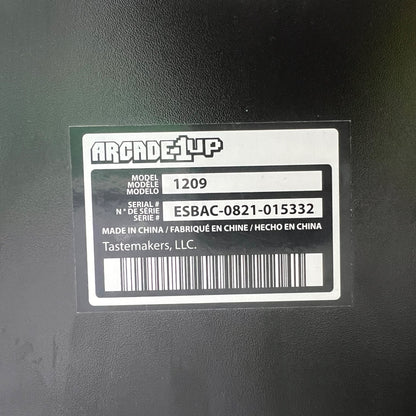 ARCADE1UP
MODEL
MODÈLE
MODELO
1209
SERIAL #
N° DE SÉRIE
SERIE #
ESBAC-0821-015332
MADE IN CHINA / FABRIQUÉ EN CHINE / HECHO EN CHINA
Tastemakers, LLC.